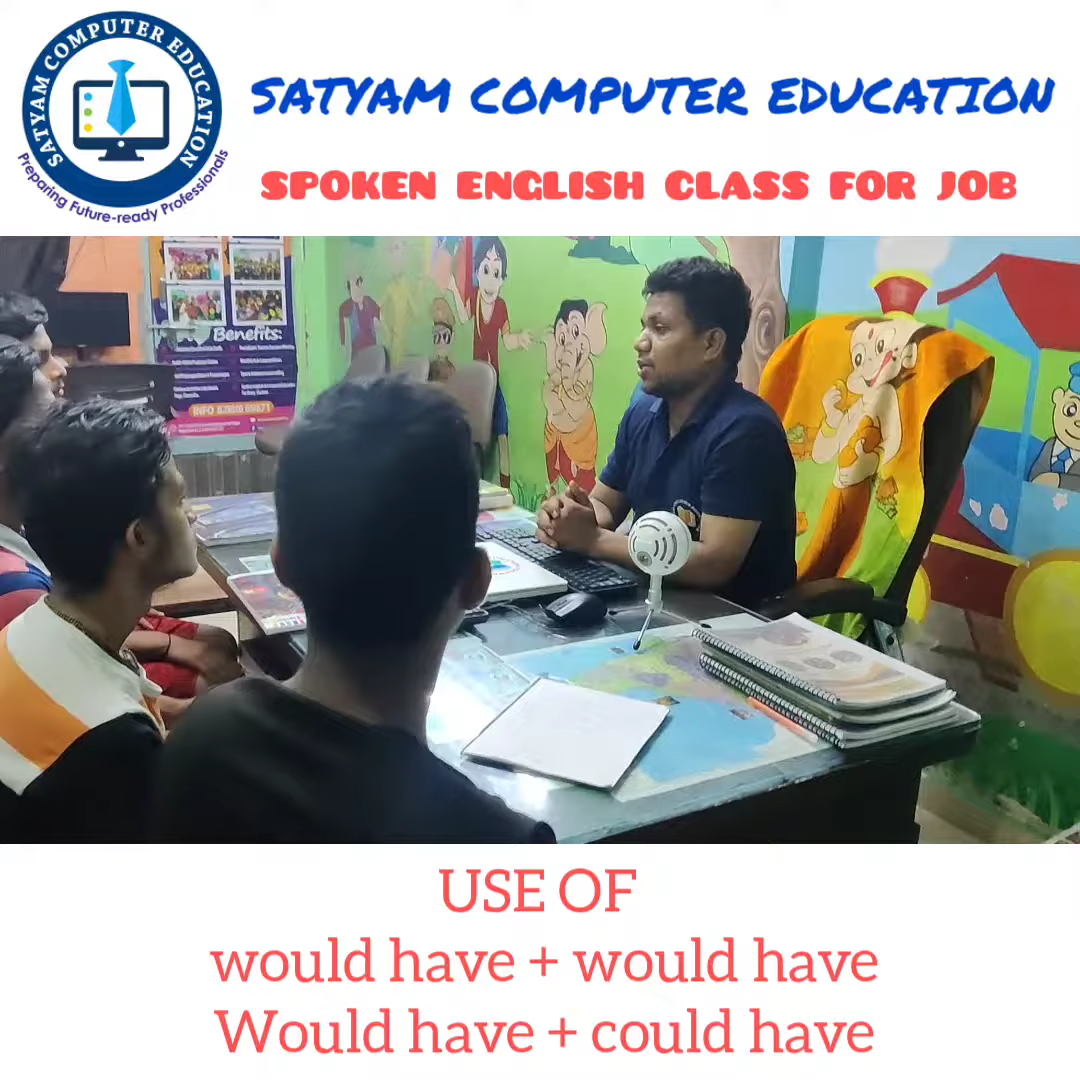 SATYAM COMPUTER EDUCATION
Preparing Future-ready Professionals
SATYAM COMPUTER EDUCATION
SPOKEN ENGLISH CLASS FOR JOB
Benefits:
USE OF
would have + would have
Would have + could have